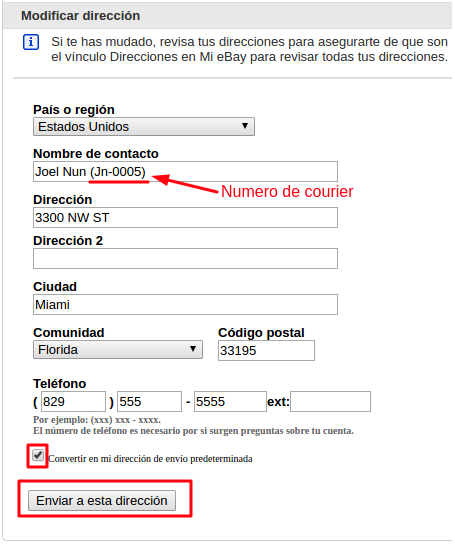 Modificar dirección
Si te has mudado, revisa tus direcciones para asegurarte de que son
el vínculo Direcciones en Mi eBay para revisar todas tus direcciones.
País o región
Estados Unidos
Nombre de contacto
Joel Nun (Jn-0005)
Numero de courier
Dirección
3300 NW ST
Dirección 2
Ciudad
Miami
Comunidad Código postal
Florida 33195
Teléfono
( 829 ) 555 - 5555 ext:
Por ejemplo: (xxx) xxx - xxxx.
El número de teléfono es necesario por si surgen preguntas sobre tu cuenta.
Convertir en mi dirección de envío predeterminada
Enviar a esta dirección